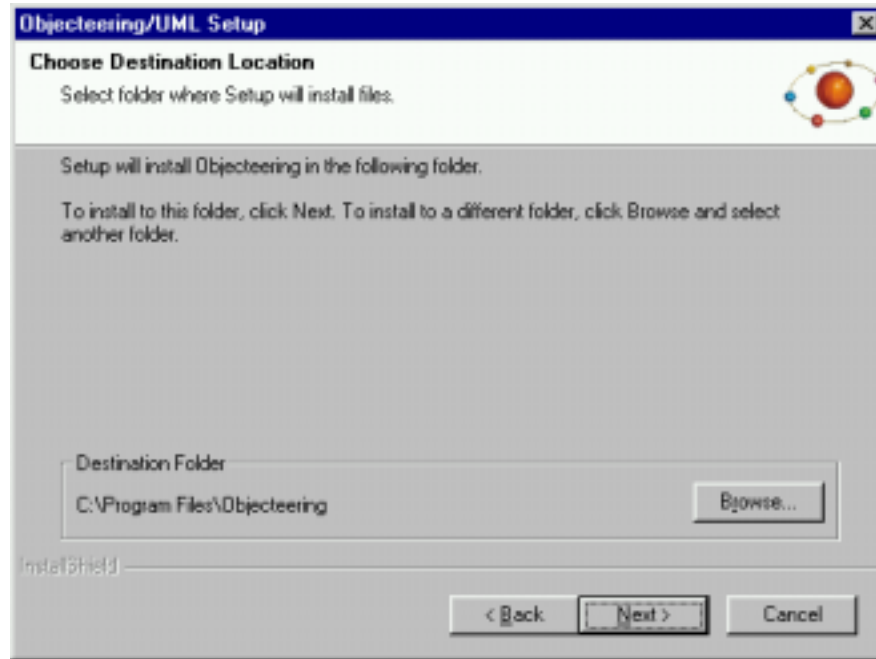 Objecteering/UML Setup
Choose Destination Location
Select folder where Setup will install files.
Setup will install Objecteering in the following folder.
To install to this folder, click Next. To install to a different folder, click Browse and select
another folder.
Destination Folder
C:\Program Files\Objecteering
Browse...
InstallShield
< Back
Next >
Cancel